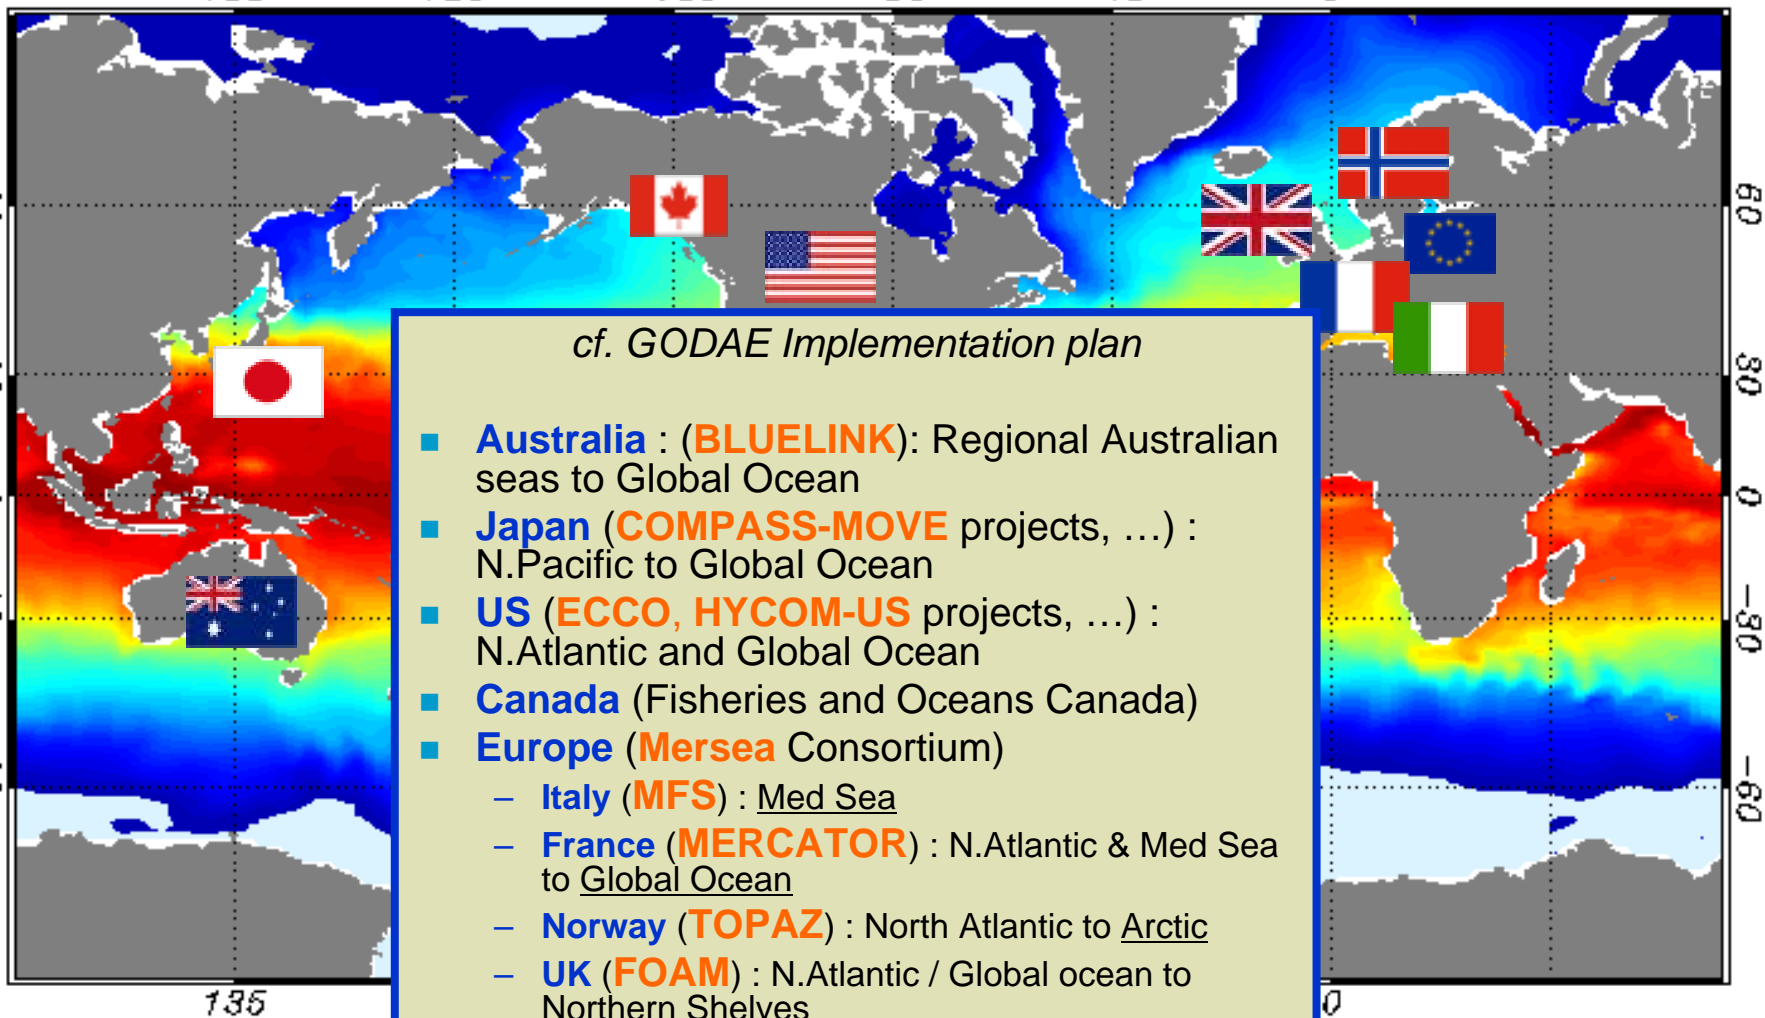 cf. GODAE Implementation plan
Australia : (BLUELINK): Regional Australian
seas to Global Ocean
Japan (COMPASS-MOVE projects, …) :
N.Pacific to Global Ocean
US (ECCO, HYCOM-US projects, …) :
N.Atlantic and Global Ocean
Canada (Fisheries and Oceans Canada)
Europe (Mersea Consortium)
– Italy (MFS) : Med Sea
– France (MERCATOR) : N.Atlantic & Med Sea
to Global Ocean
– Norway (TOPAZ) : North Atlantic to Arctic
– UK (FOAM) : N.Atlantic / Global ocean to
Northern Shelves
60
30
0
-30
-60
135
0